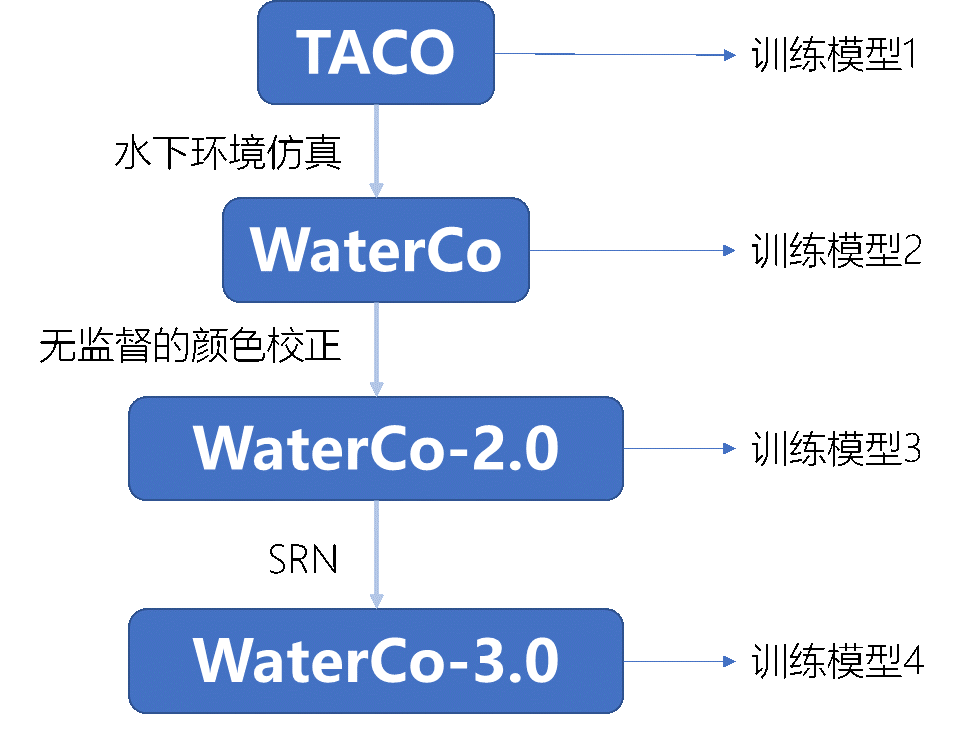 TACO
训练模型1
水下环境仿真
WaterCo
训练模型2
无监督的颜色校正
WaterCo-2.0
训练模型3
SRN
WaterCo-3.0
训练模型4